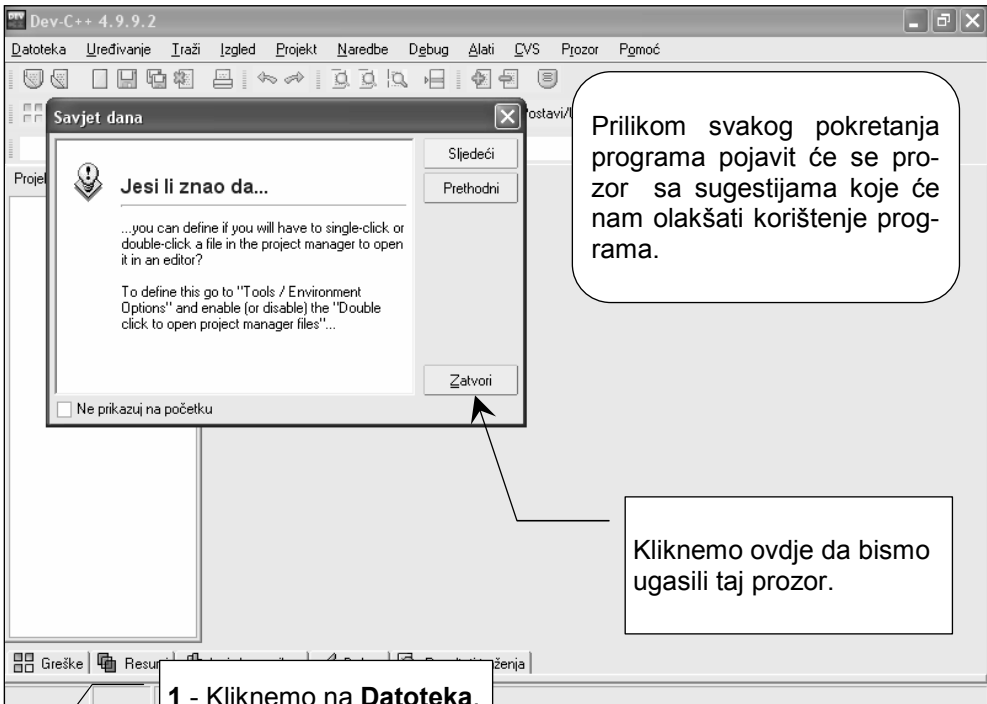 Dev-C++ 4.9.9.2
Datoteka Uređivanje Traži Izgled Projekt Naredbe Debug Alati CVS Prozor Pomoć
Savjet dana
Jesi li znao da...
...you can define if you will have to single-click or
double-click a file in the project manager to open
it in an editor?
To define this go to "Tools / Environment
Options" and enable (or disable) the "Double
click to open project manager files"...
Sljedeći
Prethodni
Zatvori
Ne prikazuj na početku
Prilikom svakog pokretanja
programa pojavit će se pro-
zor sa sugestijama koje će
nam olakšati korištenje prog-
rama.
Kliknemo ovdje da bismo
ugasili taj prozor.
Greške
1 - Kliknemo na Datoteka.